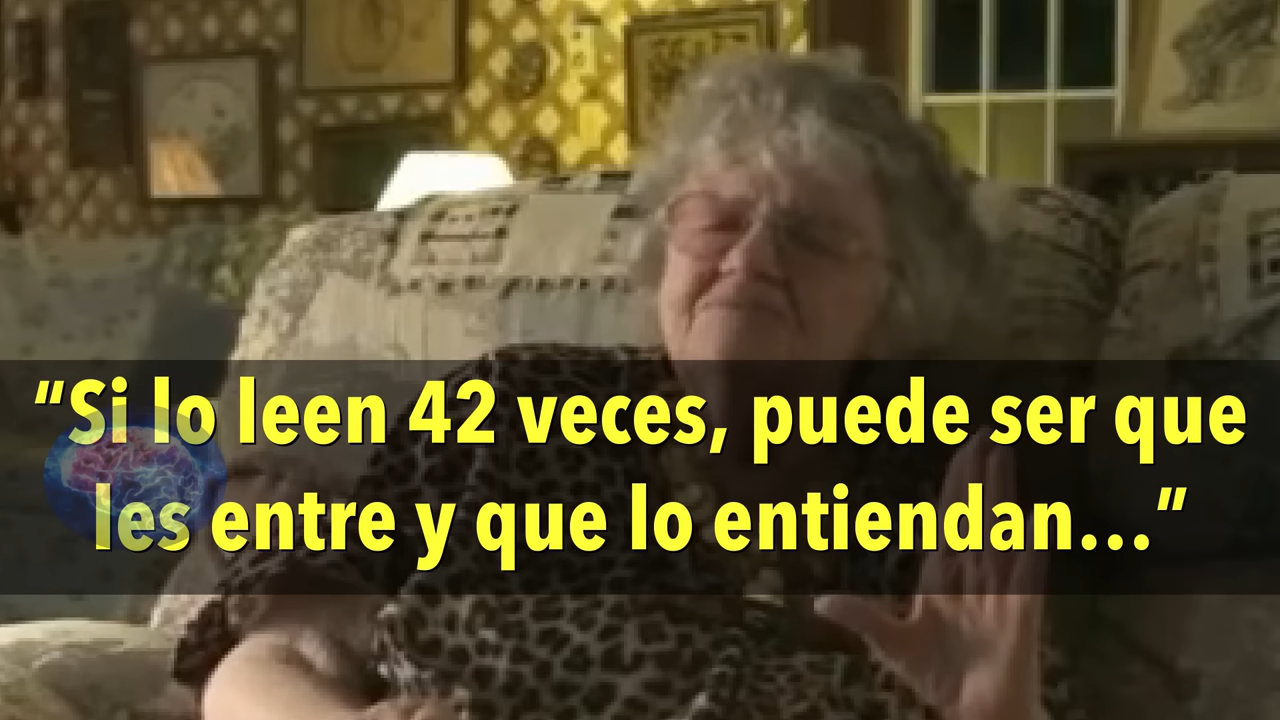 “Si lo leen 42 veces, puede ser que
les entre y que lo entiendan...”